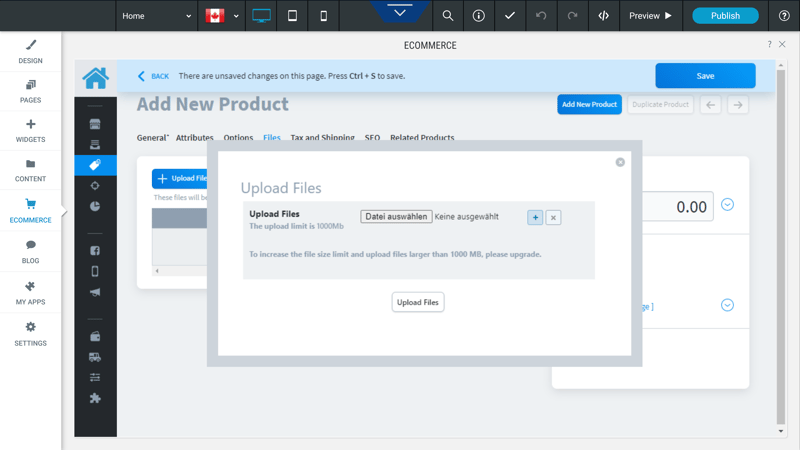 Home
Preview
Publish
DESIGN
PAGES
WIDGETS
CONTENT
ECOMMERCE
BLOG
MY APPS
SETTINGS
ECOMMERCE
?
BACK
There are unsaved changes on this page. Press Ctrl + S to save.
Save
Add New Product
Add New Product
Duplicate Product
General*
Attributes
Options
Files
Tax and Shipping
SEO
Related Products
Upload File
These files will be
0.00
Upload Files
Upload Files
The upload limit is 1000Mb
Datei auswählen Keine ausgewählt
To increase the file size limit and upload files larger than 1000 MB, please upgrade.
Upload Files